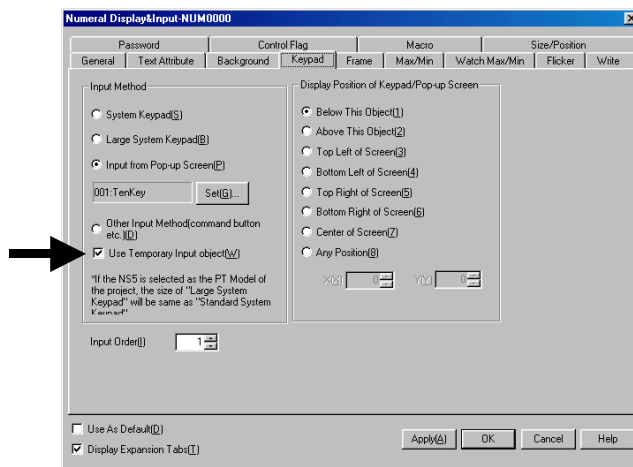 Numeral Display&Input-NUM0000
Password Control Flag Macro Size/Position
General Text Attribute Background Keypad Frame Max/Min Watch Max/Min Flicker Write
Input Method
System Keypad(S)
Large System Keypad(B)
Input from Pop-up Screen(P)
001:TenKey Set(G)...
Other Input Method(command button
etc.)(D)
Use Temporary Input object(W)
*If the NS5 is selected as the PT Model of
the project, the size of "Large System
Keypad" will be same as "Standard System
Keypad"
Input Order(I) 1
Display Position of Keypad/Pop-up Screen
Below This Object(1)
Above This Object(2)
Top Left of Screen(3)
Bottom Left of Screen(4)
Top Right of Screen(5)
Bottom Right of Screen(6)
Center of Screen(7)
Any Position(8)
X(X) 0 Y(Y) 0
Use As Default(D)
Display Expansion Tabs(T)
Apply(A) OK Cancel Help